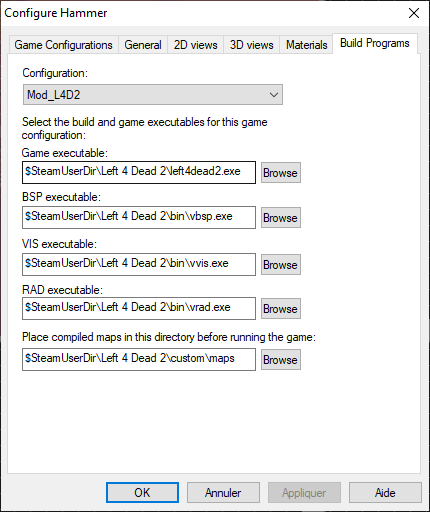 Configure Hammer
Game Configurations General 2D views 3D views Materials Build Programs
Configuration:
Mod_L4D2
Select the build and game executables for this game
configuration:
Game executable:
$SteamUserDir\Left 4 Dead 2\left4dead2.exe Browse
BSP executable:
$SteamUserDir\Left 4 Dead 2\bin\vbsp.exe Browse
VIS executable:
$SteamUserDir\Left 4 Dead 2\bin\vvis.exe Browse
RAD executable:
$SteamUserDir\Left 4 Dead 2\bin\vrad.exe Browse
Place compiled maps in this directory before running the game:
$SteamUserDir\Left 4 Dead 2\custom\maps Browse
OK Annuler Appliquer Aide